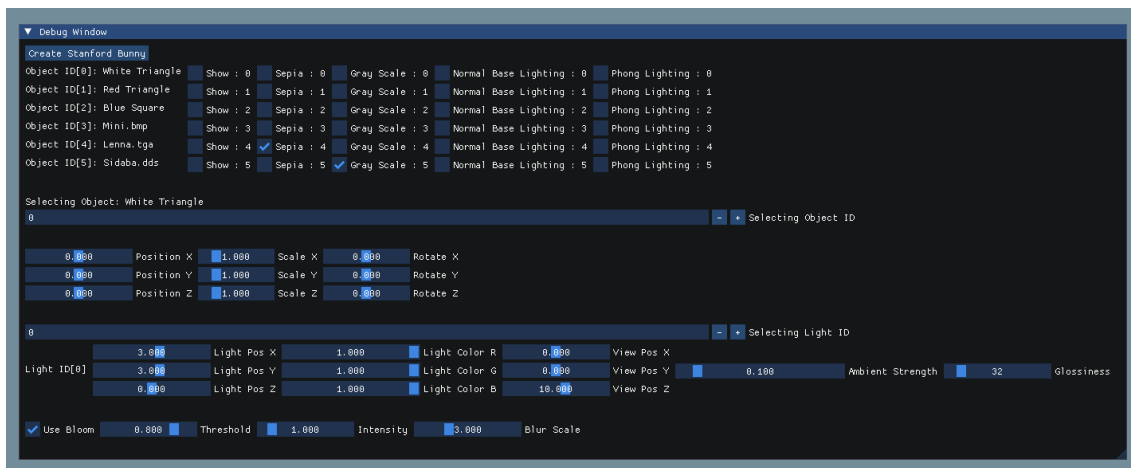 Debug Window
Create Stanford Bunny
Object ID[0]: White Triangle Show : 0 Sepia : 0 Gray Scale : 0 Normal Base Lighting : 0 Phong Lighting : 0
Object ID[1]: Red Triangle Show : 1 Sepia : 1 Gray Scale : 1 Normal Base Lighting : 1 Phong Lighting : 1
Object ID[2]: Blue Square Show : 2 Sepia : 2 Gray Scale : 2 Normal Base Lighting : 2 Phong Lighting : 2
Object ID[3]: Mini.bmp Show : 3 Sepia : 3 Gray Scale : 3 Normal Base Lighting : 3 Phong Lighting : 3
Object ID[4]: Lenna.tga Show : 4 Sepia : 4 Gray Scale : 4 Normal Base Lighting : 4 Phong Lighting : 4
Object ID[5]: Sidaba.dds Show : 5 Sepia : 5 Gray Scale : 5 Normal Base Lighting : 5 Phong Lighting : 5
Selecting Object: White Triangle
0 - + Selecting Object ID
0.000 Position X 1.000 Scale X 0.000 Rotate X
0.000 Position Y 1.000 Scale Y 0.000 Rotate Y
0.000 Position Z 1.000 Scale Z 0.000 Rotate Z
0 - + Selecting Light ID
3.000 Light Pos X 1.000 Light Color R 0.000 View Pos X
Light ID[0] 3.000 Light Pos Y 1.000 Light Color G 0.000 View Pos Y 0.100 Ambient Strength 32 Glossiness
0.000 Light Pos Z 1.000 Light Color B 10.000 View Pos Z
Use Bloom 0.800 Threshold 1.000 Intensity 3.000 Blur Scale